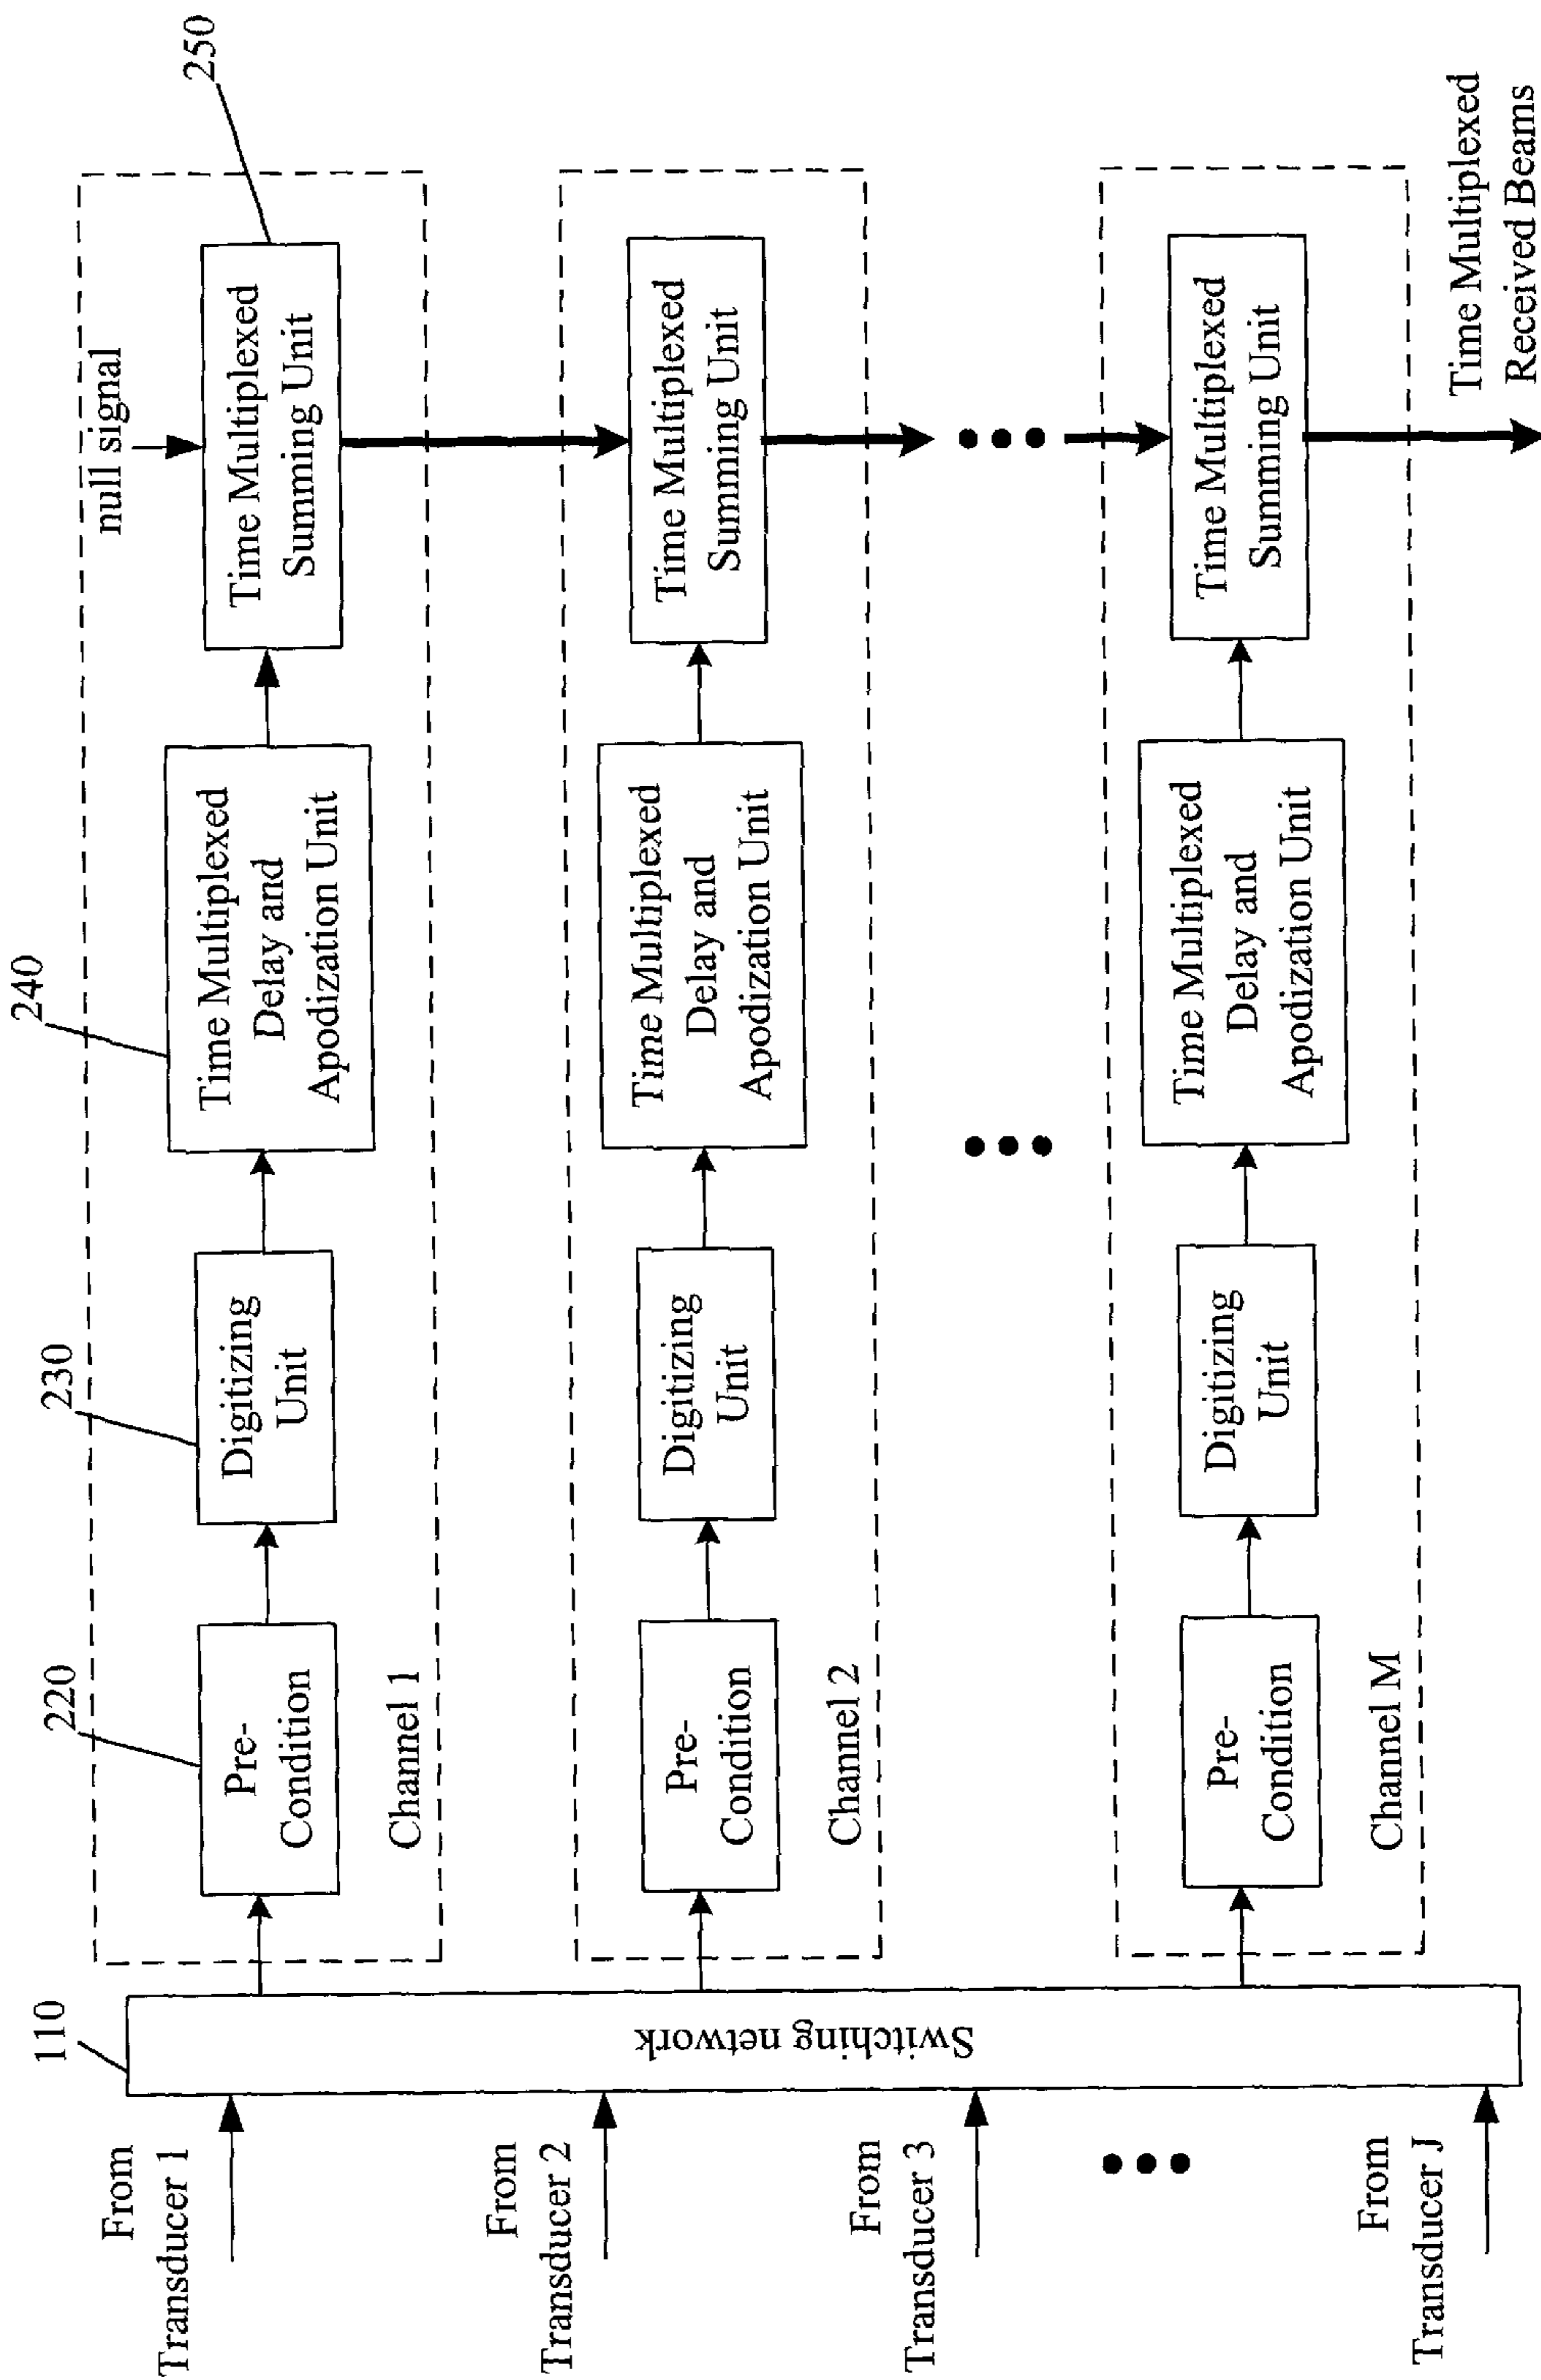 From
Transducer 1
From
Transducer 2
From
Transducer 3
From
Transducer J
110
Switching network
220
Pre-
Condition
230
Digitizing
Unit
240
Time Multiplexed
Delay and
Apodization Unit
null signal
250
Time Multiplexed
Summing Unit
Channel 1
Pre-
Condition
Digitizing
Unit
Time Multiplexed
Delay and
Apodization Unit
Time Multiplexed
Summing Unit
Channel 2
Pre-
Condition
Digitizing
Unit
Time Multiplexed
Delay and
Apodization Unit
Time Multiplexed
Summing Unit
Channel M
Time Multiplexed
Received Beams